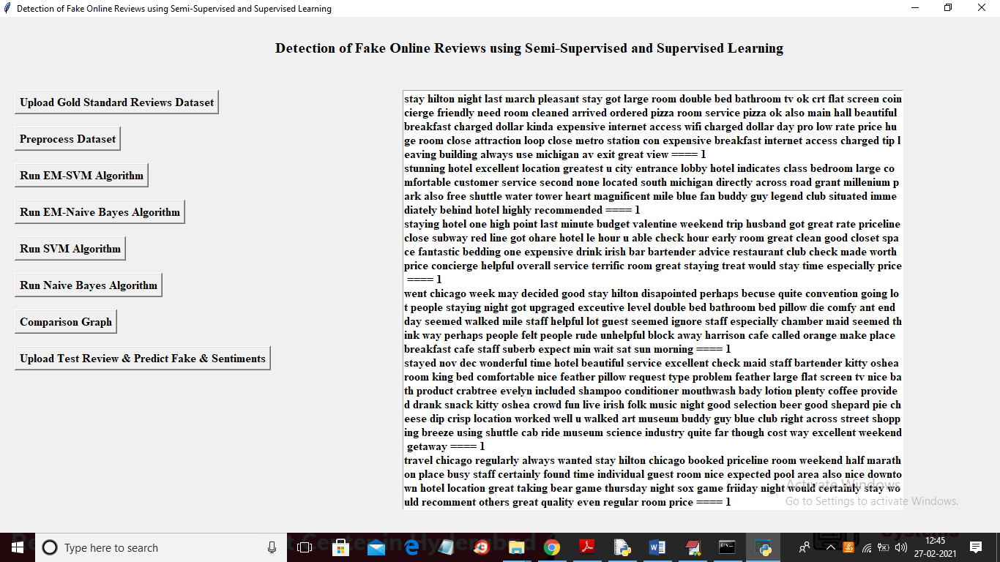 Detection of Fake Online Reviews using Semi-Supervised and Supervised Learning
Detection of Fake Online Reviews using Semi-Supervised and Supervised Learning
Upload Gold Standard Reviews Dataset
Preprocess Dataset
Run EM-SVM Algorithm
Run EM-Naive Bayes Algorithm
Run SVM Algorithm
Run Naive Bayes Algorithm
Comparison Graph
Upload Test Review & Predict Fake & Sentiments
stay hilton night last march pleasant stay got large room double bed bathroom tv ok crt flat screen coin
cierge friendly need room cleaned arrived ordered pizza room service pizza ok also main hall beautiful
breakfast charged dollar kinda expensive internet access wifi charged dollar day pro low rate price hu
ge room close attraction loop close metro station con expensive breakfast internet access charged tip l
eaving building always use michigan av exit great view ==== 1
stunning hotel excellent location greatest u city entrance lobby hotel indicates class bedroom large co
mfortable customer service second none located south michigan directly across road grant millenium p
ark also free shuttle water tower heart magnificent mile blue fan buddy guy legend club situated imme
diately behind hotel highly recommended ==== 1
staying hotel one high point last minute budget valentine weekend trip husband got great rate priceline
close subway red line got ohare hotel le hour u able check hour early room great clean good closet spa
ce fantastic bedding one expensive drink irish bar bartender advice restaurant club check made worth
price concierge helpful overall service terrific room great staying treat would stay time especially price
==== 1
went chicago week may decided good stay hilton disapointed perhaps becuse quite convention going lo
t people staying night got upgraded exceutive level double bed bathroom bed pillow die comfy ant end
day seemed walked mile staff helpful lot guest seemed ignore staff especially chamber maid seemed th
ink way perhaps people felt people rude unhelpful block away harrison cafe called orange make place
breakfast cafe staff suberb expect min wait sat sun morning ==== 1
stayed nov dec wonderful time hotel beautiful service excellent check maid staff bartender kitty oshea
room king bed comfortable nice feather pillow request type problem feather large flat screen tv nice ba
th product crabtree evelyn included shampoo conditioner mouthwash bady lotion plenty coffee provide
d drank snack kitty oshea crowd fun live irish folk music night good selection beer good shepard pie ch
eese dip crisp location worked well u walked art museum buddy guy blue club right across street shopp
ing breeze using shuttle cab ride museum science industry quite far though cost way excellent weekend
getaway ==== 1
travel chicago regularly always wanted stay hilton chicago booked priceline room weekend half marath
on place busy staff certainly found time individual guest room nice expected pool area also nice downto
wn hotel location great taking bear game thursday night sox game friiday night would certainly stay wo
uld recomment others great quality even regular room price ==== 1
Activate Windows
Go to Settings to activate Windows.
Type here to search
12:45
27-02-2021